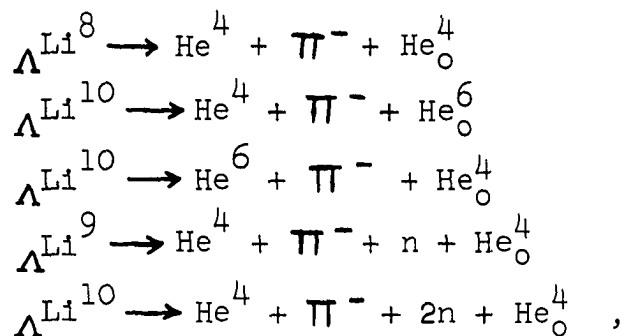 ΛLi⁸ ⟶ He⁴ + π⁻ + He₀⁴
ΛLi¹⁰ ⟶ He⁴ + π⁻ + He₀⁶
ΛLi¹⁰ ⟶ He⁶ + π⁻ + He₀⁴
ΛLi⁹ ⟶ He⁴ + π⁻ + n + He₀⁴
ΛLi¹⁰ ⟶ He⁴ + π⁻ + 2n + He₀⁴ ,